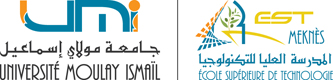 umi
جامعة مولاي إسماعيل
UNIVERSITÉ MOULAY ISMAÏL
EST
MEKNÈS
المدرسة العليا للتكنولوجيا
ÉCOLE SUPÉRIEURE DE TECHNOLOGIE